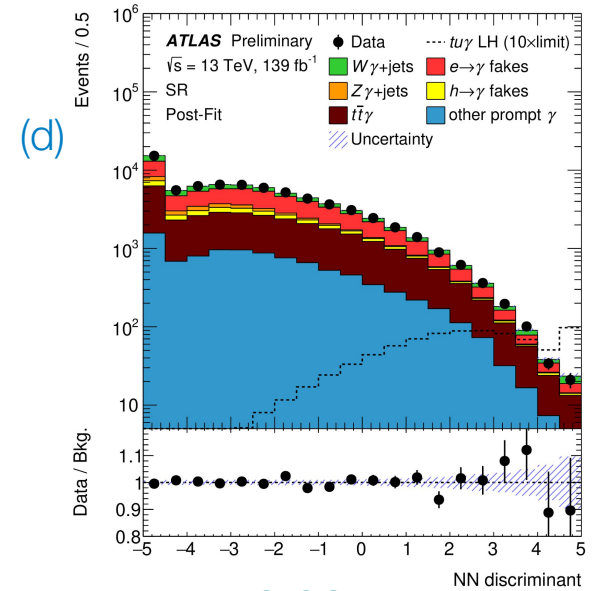 (d)
Events / 0.5
10⁶
10⁵
10⁴
10³
10²
10
ATLAS Preliminary
√s = 13 TeV, 139 fb⁻¹
SR
Post-Fit
Data
tuγ LH (10×limit)
Wγ+jets
e→γ fakes
Zγ+jets
h→γ fakes
tt̄γ
other prompt γ
Uncertainty
Data / Bkg.
1.1
1
0.9
0.8
−5 −4 −3 −2 −1 0 1 2 3 4 5
NN discriminant